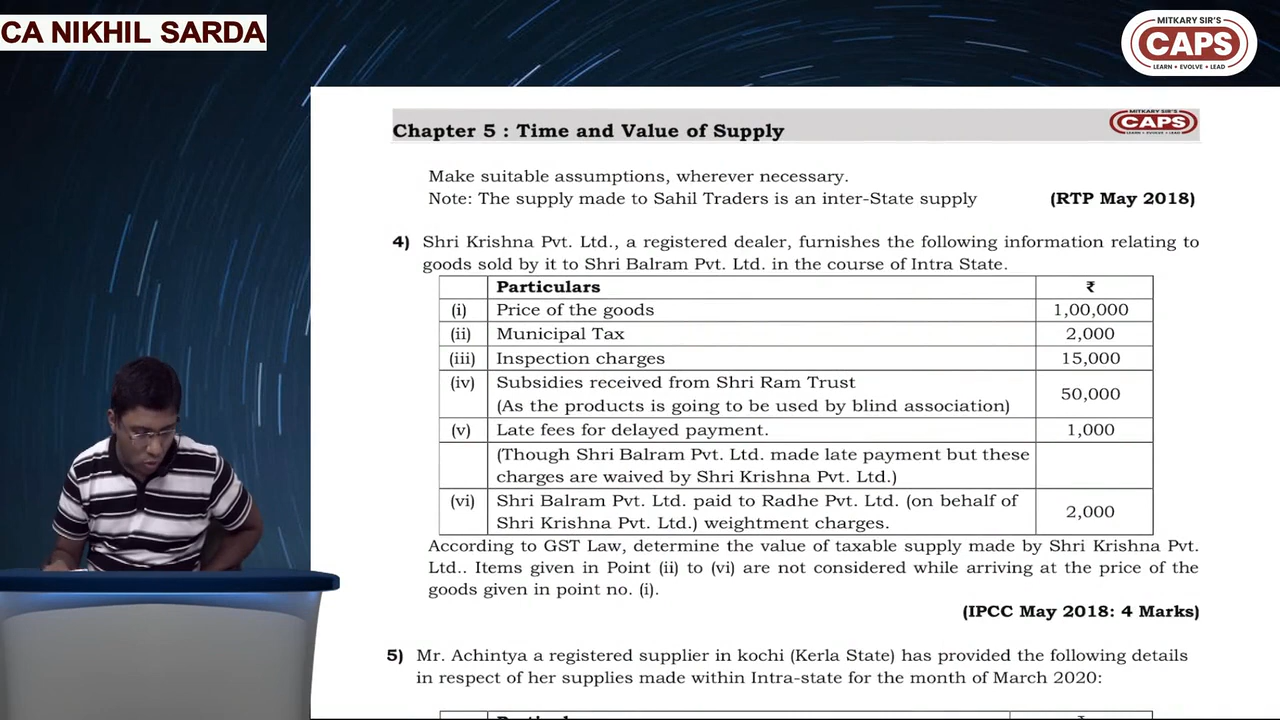 CA NIKHIL SARDA
MITKARY SIR'S
CAPS
LEARN • EVOLVE • LEAD
Chapter 5 : Time and Value of Supply
MITKARY SIR'S
CAPS
LEARN • EVOLVE • LEAD
Make suitable assumptions, wherever necessary.
Note: The supply made to Sahil Traders is an inter-State supply (RTP May 2018)
4) Shri Krishna Pvt. Ltd., a registered dealer, furnishes the following information relating to
goods sold by it to Shri Balram Pvt. Ltd. in the course of Intra State.
Particulars ₹
(i) Price of the goods 1,00,000
(ii) Municipal Tax 2,000
(iii) Inspection charges 15,000
(iv) Subsidies received from Shri Ram Trust
(As the products is going to be used by blind association) 50,000
(v) Late fees for delayed payment. 1,000
(Though Shri Balram Pvt. Ltd. made late payment but these
charges are waived by Shri Krishna Pvt. Ltd.)
(vi) Shri Balram Pvt. Ltd. paid to Radhe Pvt. Ltd. (on behalf of
Shri Krishna Pvt. Ltd.) weightment charges. 2,000
According to GST Law, determine the value of taxable supply made by Shri Krishna Pvt.
Ltd.. Items given in Point (ii) to (vi) are not considered while arriving at the price of the
goods given in point no. (i).
(IPCC May 2018: 4 Marks)
5) Mr. Achintya a registered supplier in kochi (Kerla State) has provided the following details
in respect of her supplies made within Intra-state for the month of March 2020: